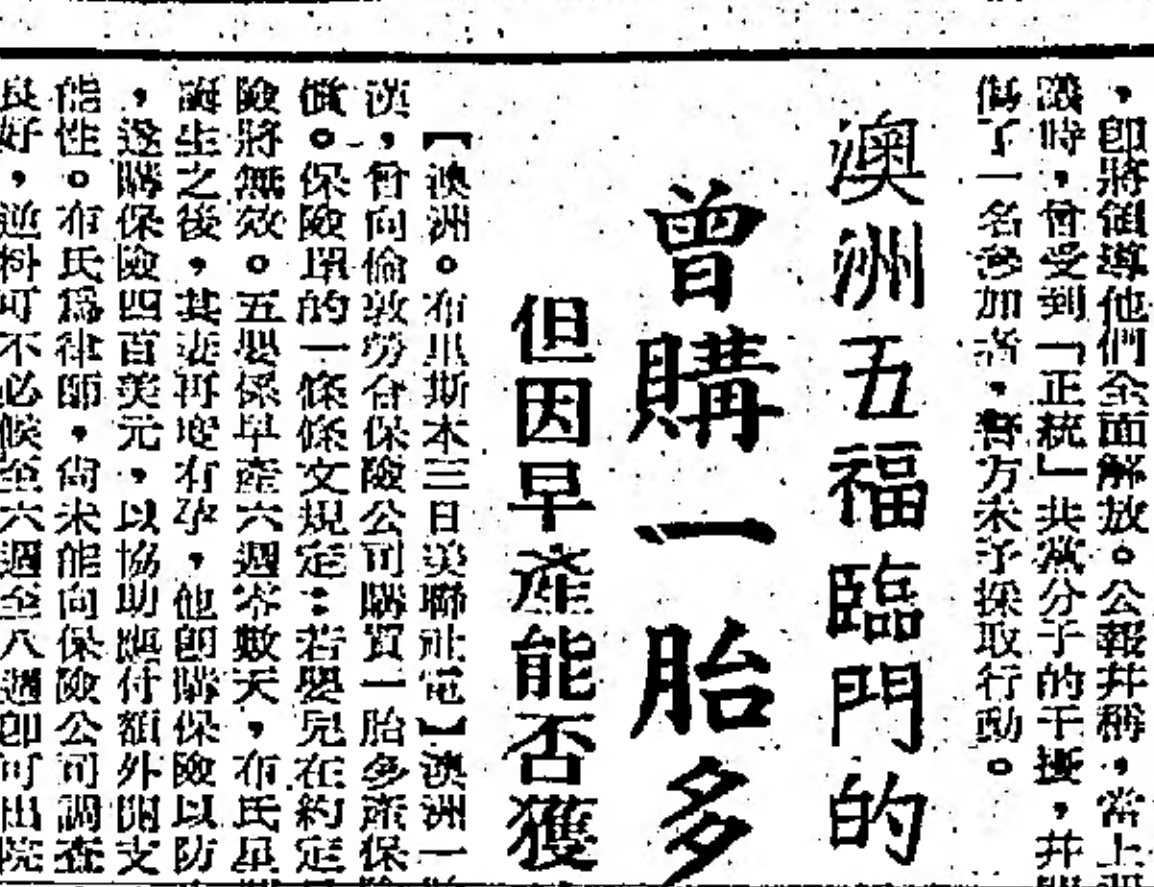 ，即將領導他們全面解放。公報幷稱，當上
議時，曾受到「正統」共黨分子的干擾，幷
傷了一名參加者，警方未予採取行動。
澳洲五福臨門的
曾購一胎多
但因早產能否獲
【澳洲。布里斯本三日美聯社電】澳洲一
，曾向倫敦勞合保險公司購買一胎多產保
償。保險單的一條條文規定：若嬰兒在約定
險將無效。五嬰係早產六週零數天，布氏星
誕生之後，其妻再度有孕，他卽購保險以防
，遂購保險四百美元，以協助應付額外開支
能性。布氏爲律師，尙未能向保險公司調查
良好，逆料可不必候至六週至八週卽可出院